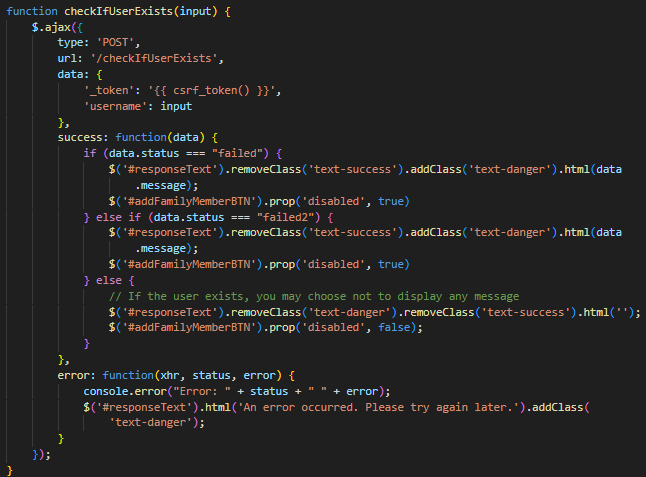 function checkIfUserExists(input) {
    $.ajax({
        type: 'POST',
        url: '/checkIfUserExists',
        data: {
            '_token': '{{ csrf_token() }}',
            'username': input
        },
        success: function(data) {
            if (data.status === "failed") {
                $('#responseText').removeClass('text-success').addClass('text-danger').html(data
                    .message);
                $('#addFamilyMemberBTN').prop('disabled', true)
            } else if (data.status === "failed2") {
                $('#responseText').removeClass('text-success').addClass('text-danger').html(data
                    .message);
                $('#addFamilyMemberBTN').prop('disabled', true)
            } else {
                // If the user exists, you may choose not to display any message
                $('#responseText').removeClass('text-danger').removeClass('text-success').html('');
                $('#addFamilyMemberBTN').prop('disabled', false);
            }
        },
        error: function(xhr, status, error) {
            console.error("Error: " + status + " " + error);
            $('#responseText').html('An error occurred. Please try again later.').addClass(
                'text-danger');
        }
    });
}